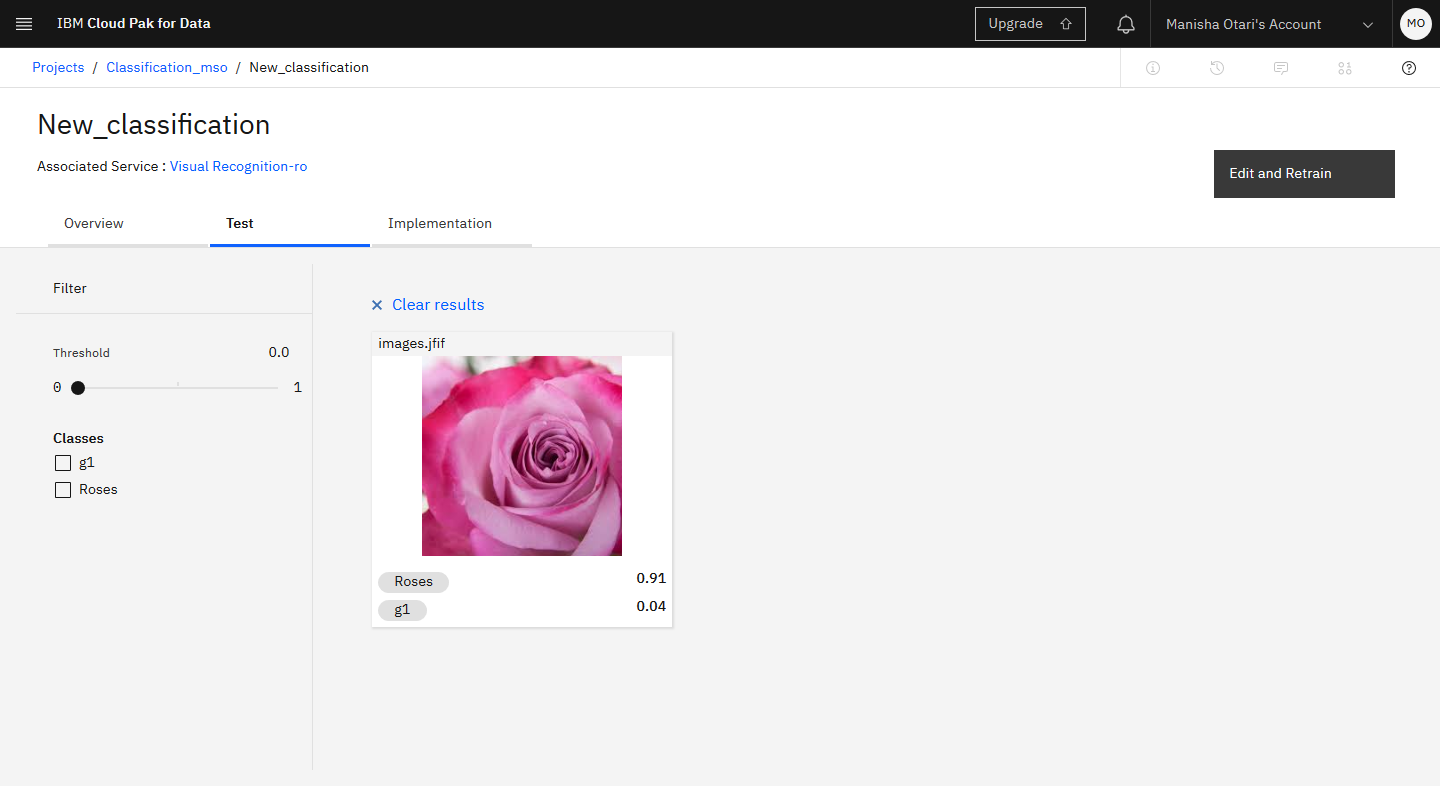 IBM Cloud Pak for Data
Upgrade
Manisha Otari's Account
MO
Projects / Classification_mso / New_classification
New_classification
Associated Service : Visual Recognition-ro
Edit and Retrain
Overview
Test
Implementation
Filter
Threshold 0.0
0 1
Classes
g1
Roses
× Clear results
images.jfif
Roses 0.91
g1 0.04